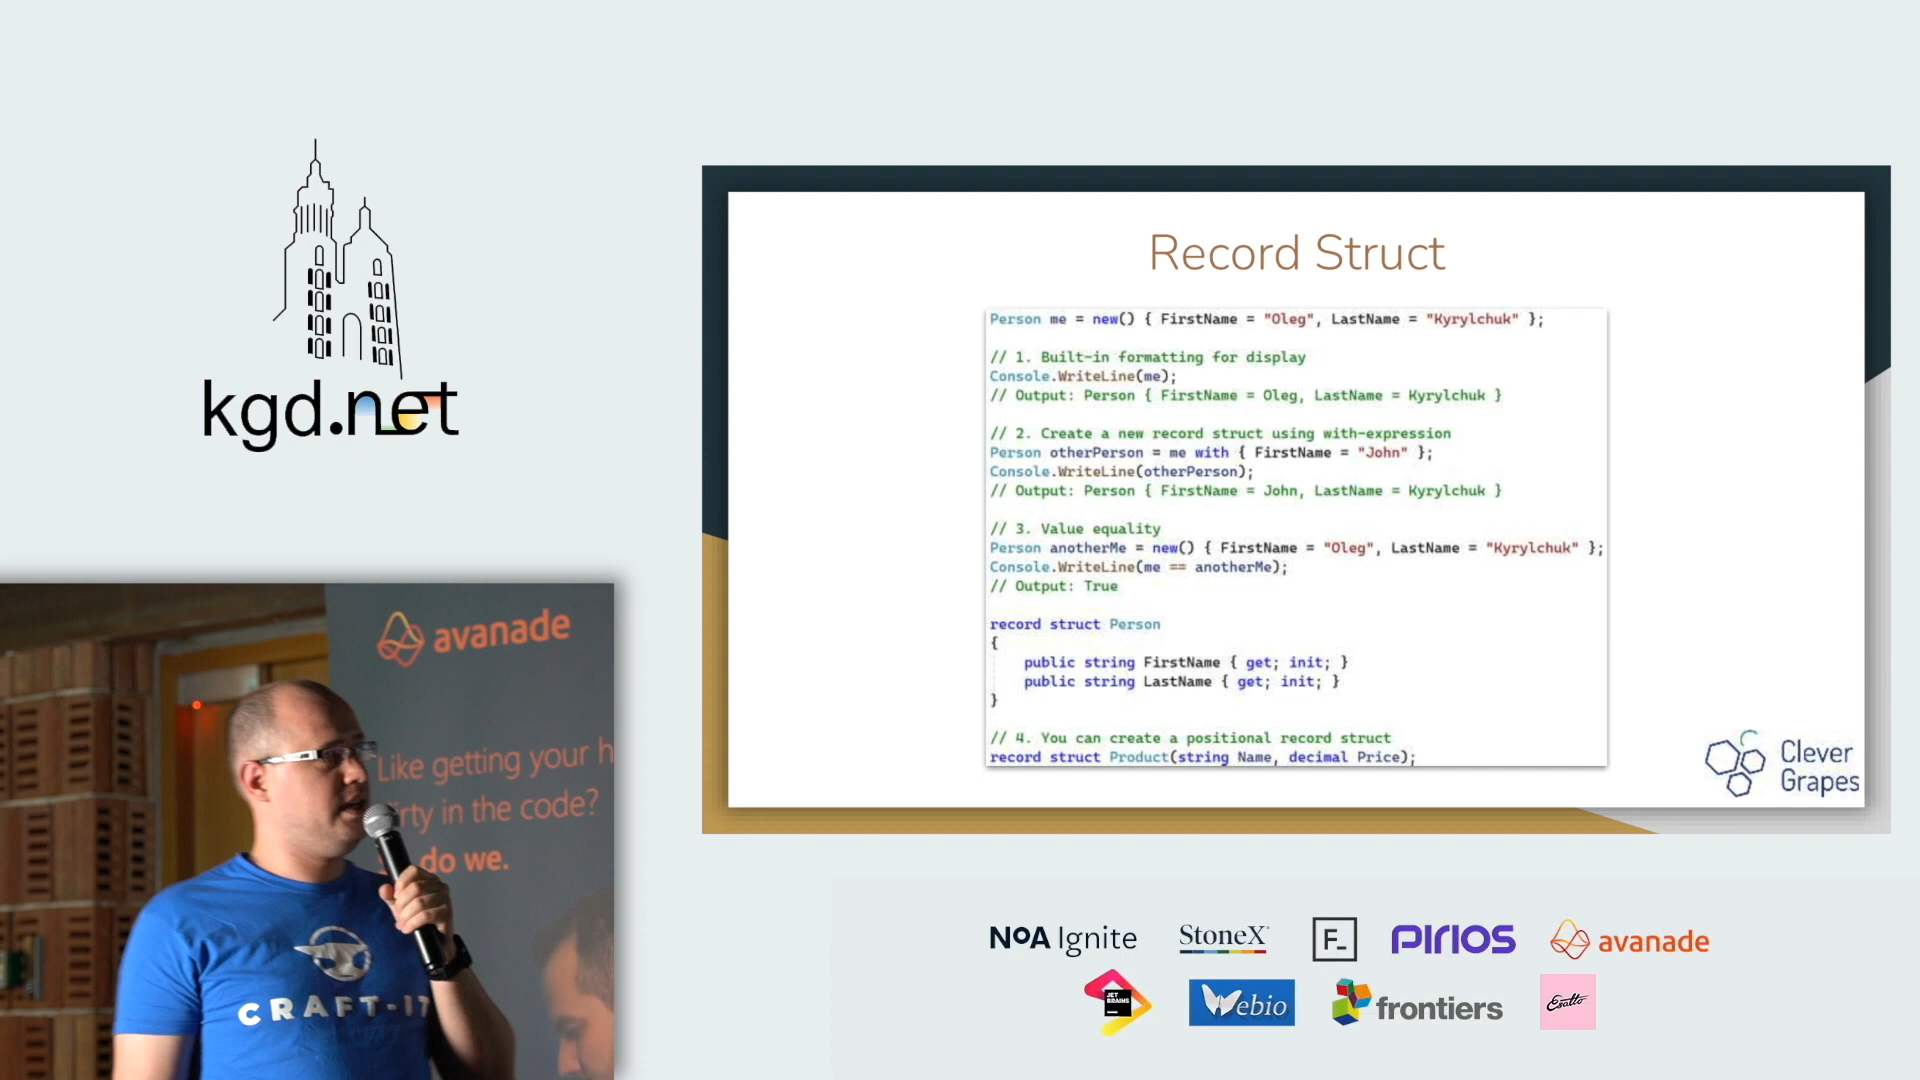 kgd.net
avanade
Like getting your h
rty in the code?
do we.
CRAFT-IT
Record Struct
Person me = new() { FirstName = "Oleg", LastName = "Kyrylchuk" };
// 1. Built-in formatting for display
Console.WriteLine(me);
// Output: Person { FirstName = Oleg, LastName = Kyrylchuk }
// 2. Create a new record struct using with-expression
Person otherPerson = me with { FirstName = "John" };
Console.WriteLine(otherPerson);
// Output: Person { FirstName = John, LastName = Kyrylchuk }
// 3. Value equality
Person anotherMe = new() { FirstName = "Oleg", LastName = "Kyrylchuk" };
Console.WriteLine(me == anotherMe);
// Output: True
record struct Person
{
    public string FirstName { get; init; }
    public string LastName { get; init; }
}
// 4. You can create a positional record struct
record struct Product(string Name, decimal Price);
Clever
Grapes
NoA Ignite
StoneX
F_
PIRIOS
avanade
JET
BRAINS
Webio
frontiers
Esatto